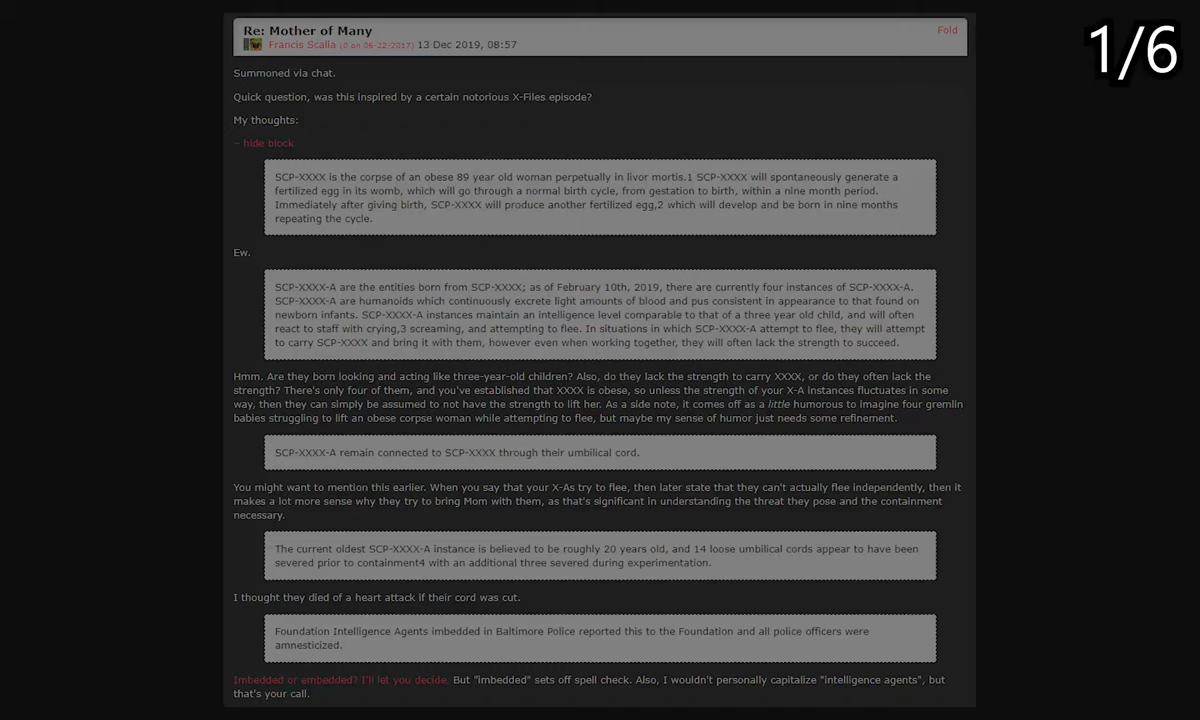 1/6
Re: Mother of Many
Francis Scalia (0 on 06-22-2017) 13 Dec 2019, 08:57
Fold
Summoned via chat.
Quick question, was this inspired by a certain notorious X-Files episode?
My thoughts:
– hide block
SCP-XXXX is the corpse of an obese 89 year old woman perpetually in livor mortis.1 SCP-XXXX will spontaneously generate a
fertilized egg in its womb, which will go through a normal birth cycle, from gestation to birth, within a nine month period.
Immediately after giving birth, SCP-XXXX will produce another fertilized egg,2 which will develop and be born in nine months
repeating the cycle.
Ew.
SCP-XXXX-A are the entities born from SCP-XXXX; as of February 10th, 2019, there are currently four instances of SCP-XXXX-A.
SCP-XXXX-A are humanoids which continuously excrete light amounts of blood and pus consistent in appearance to that found on
newborn infants. SCP-XXXX-A instances maintain an intelligence level comparable to that of a three year old child, and will often
react to staff with crying,3 screaming, and attempting to flee. In situations in which SCP-XXXX-A attempt to flee, they will attempt
to carry SCP-XXXX and bring it with them, however even when working together, they will often lack the strength to succeed.
Hmm. Are they born looking and acting like three-year-old children? Also, do they lack the strength to carry XXXX, or do they often lack the
strength? There's only four of them, and you've established that XXXX is obese, so unless the strength of your X-A instances fluctuates in some
way, then they can simply be assumed to not have the strength to lift her. As a side note, it comes off as a little humorous to imagine four gremlin
babies struggling to lift an obese corpse woman while attempting to flee, but maybe my sense of humor just needs some refinement.
SCP-XXXX-A remain connected to SCP-XXXX through their umbilical cord.
You might want to mention this earlier. When you say that your X-As try to flee, then later state that they can't actually flee independently, then it
makes a lot more sense why they try to bring Mom with them, as that's significant in understanding the threat they pose and the containment
necessary.
The current oldest SCP-XXXX-A instance is believed to be roughly 20 years old, and 14 loose umbilical cords appear to have been
severed prior to containment4 with an additional three severed during experimentation.
I thought they died of a heart attack if their cord was cut.
Foundation Intelligence Agents imbedded in Baltimore Police reported this to the Foundation and all police officers were
amnesticized.
Imbedded or embedded? I'll let you decide. But "imbedded" sets off spell check. Also, I wouldn't personally capitalize "intelligence agents", but
that's your call.